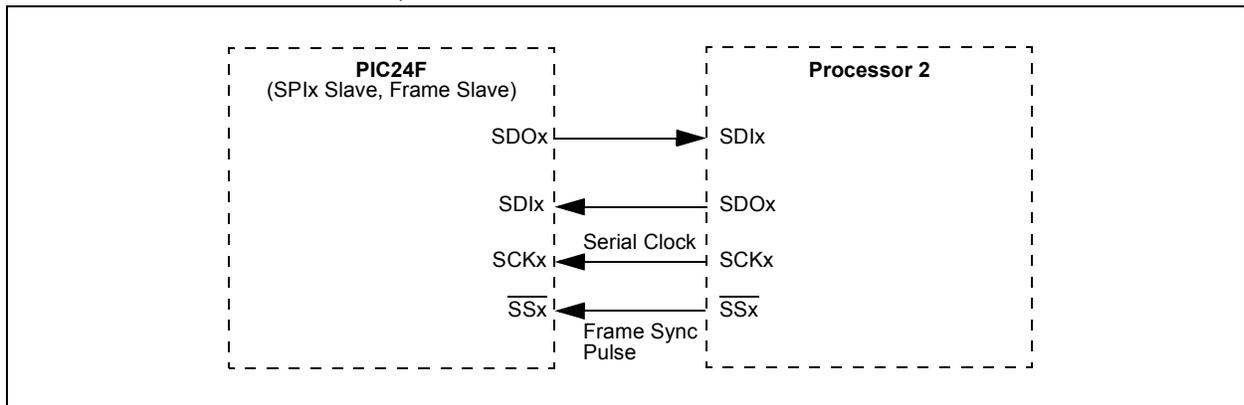 PIC24F
(SPIx Slave, Frame Slave)
Processor 2
SDOx
SDIx
SDIx
SDOx
Serial Clock
SCKx
SCKx
SSx
SSx
Frame Sync
Pulse